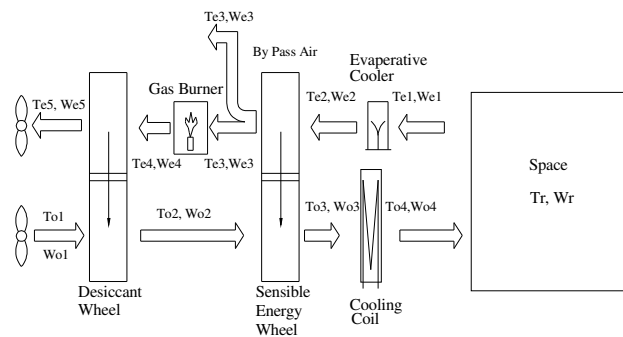 Te3,We3
By Pass Air
Evaperative
Cooler
Gas Burner
Te5, We5
Te2,We2
Te1,We1
Te4,We4
Te3,We3
Space
Tr, Wr
To1
Wo1
To2, Wo2
To3, Wo3
To4,Wo4
Desiccant
Wheel
Sensible
Energy
Wheel
Cooling
Coil